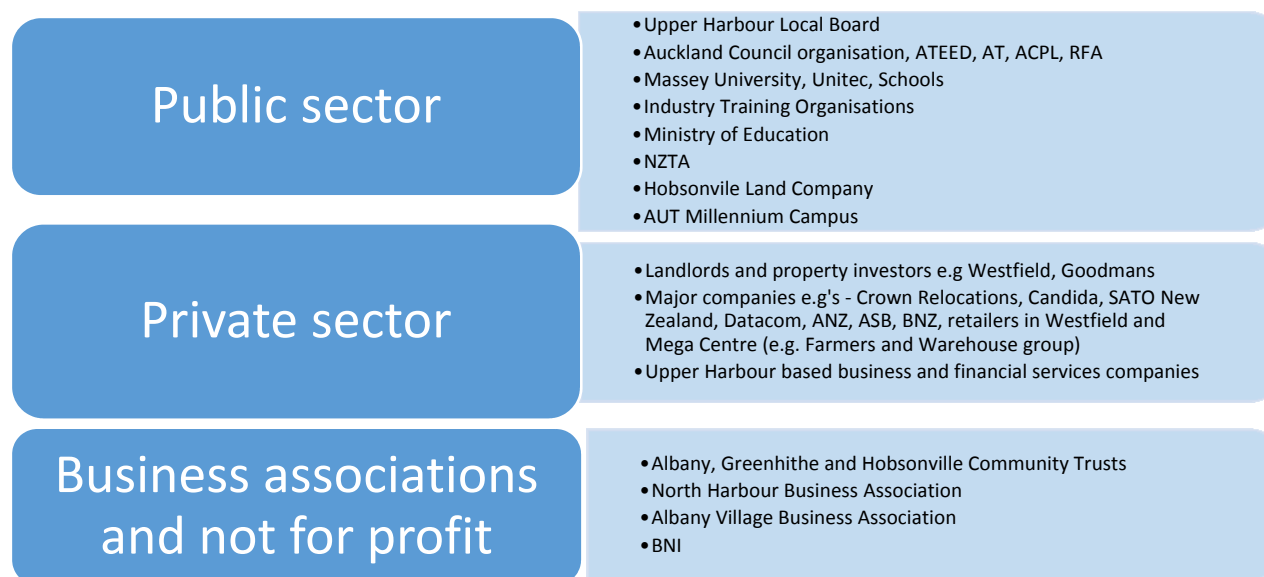 Public sector
•Upper Harbour Local Board
•Auckland Council organisation, ATEED, AT, ACPL, RFA
•Massey University, Unitec, Schools
•Industry Training Organisations
•Ministry of Education
•NZTA
•Hobsonvile Land Company
•AUT Millennium Campus
Private sector
•Landlords and property investors e.g Westfield, Goodmans
•Major companies e.g's - Crown Relocations, Candida, SATO New
Zealand, Datacom, ANZ, ASB, BNZ, retailers in Westfield and
Mega Centre (e.g. Farmers and Warehouse group)
•Upper Harbour based business and financial services companies
Business associations
and not for profit
•Albany, Greenhithe and Hobsonville Community Trusts
•North Harbour Business Association
•Albany Village Business Association
•BNI